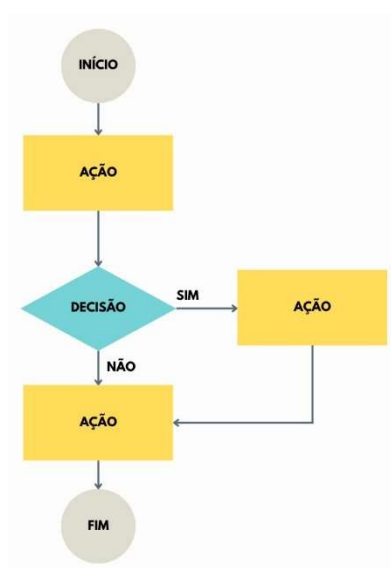 INÍCIO
AÇÃO
DECISÃO
SIM
AÇÃO
NÃO
AÇÃO
FIM